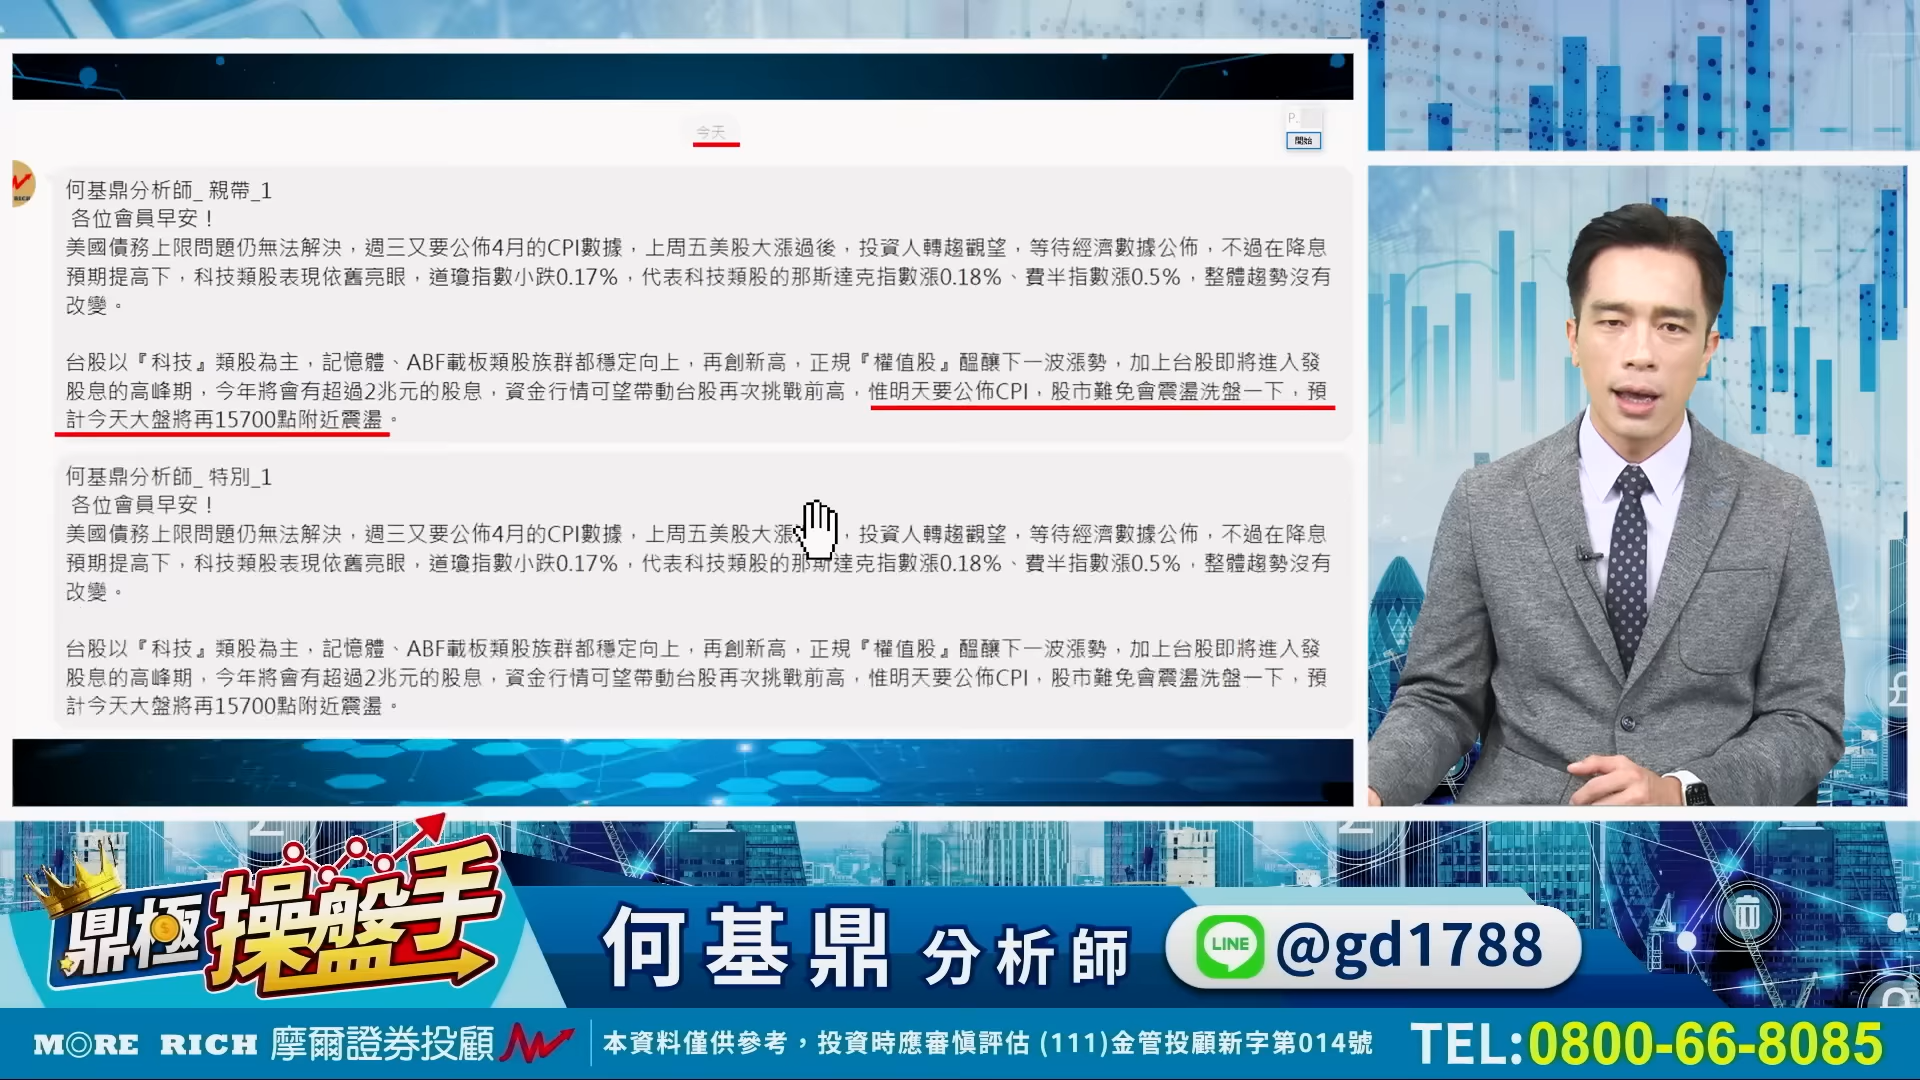 今天
P..
開始
何基鼎分析師_ 親帶_1
各位會員早安！
美國債務上限問題仍無法解決，週三又要公佈4月的CPI數據，上周五美股大漲過後，投資人轉趨觀望，等待經濟數據公佈，不過在降息
預期提高下，科技類股表現依舊亮眼，道瓊指數小跌0.17%，代表科技類股的那斯達克指數漲0.18%、費半指數漲0.5%，整體趨勢沒有
改變。
台股以『科技』類股為主，記憶體、ABF載板類股族群都穩定向上，再創新高，正規『權值股』醞釀下一波漲勢，加上台股即將進入發
股息的高峰期，今年將會有超過2兆元的股息，資金行情可望帶動台股再次挑戰前高，惟明天要公佈CPI，股市難免會震盪洗盤一下，預
計今天大盤將再15700點附近震盪。
何基鼎分析師_ 特別_1
各位會員早安！
美國債務上限問題仍無法解決，週三又要公佈4月的CPI數據，上周五美股大漲，投資人轉趨觀望，等待經濟數據公佈，不過在降息
預期提高下，科技類股表現依舊亮眼，道瓊指數小跌0.17%，代表科技類股的那斯達克指數漲0.18%、費半指數漲0.5%，整體趨勢沒有
改變。
台股以『科技』類股為主，記憶體、ABF載板類股族群都穩定向上，再創新高，正規『權值股』醞釀下一波漲勢，加上台股即將進入發
股息的高峰期，今年將會有超過2兆元的股息，資金行情可望帶動台股再次挑戰前高，惟明天要公佈CPI，股市難免會震盪洗盤一下，預
計今天大盤將再15700點附近震盪。
鼎極操盤手
何基鼎 分析師
LINE @gd1788
MORE RICH 摩爾證券投顧
本資料僅供參考，投資時應審慎評估 (111)金管投顧新字第014號
TEL:0800-66-8085